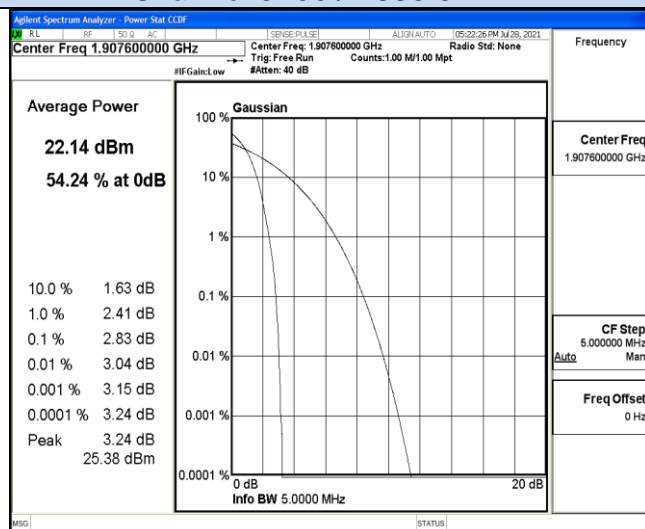 Agilent Spectrum Analyzer - Power Stat CCDF
RL RF 50 Ω AC SENSE:PULSE ALIGN AUTO 05:22:26 PM Jul 28, 2021
Center Freq 1.907600000 GHz
Center Freq: 1.907600000 GHz Radio Std: None
Trig: Free Run Counts:1.00 M/1.00 Mpt
#IFGain:Low #Atten: 40 dB
Frequency
Average Power
22.14 dBm
54.24 % at 0dB
10.0 % 1.63 dB
1.0 % 2.41 dB
0.1 % 2.83 dB
0.01 % 3.04 dB
0.001 % 3.15 dB
0.0001 % 3.24 dB
Peak 3.24 dB
25.38 dBm
Gaussian
100 %
10 %
1 %
0.1 %
0.01 %
0.001 %
0.0001 %
0 dB 20 dB
Info BW 5.0000 MHz
Center Freq
1.907600000 GHz
CF Step
5.000000 MHz
Auto Man
Freq Offset
0 Hz
MSG STATUS